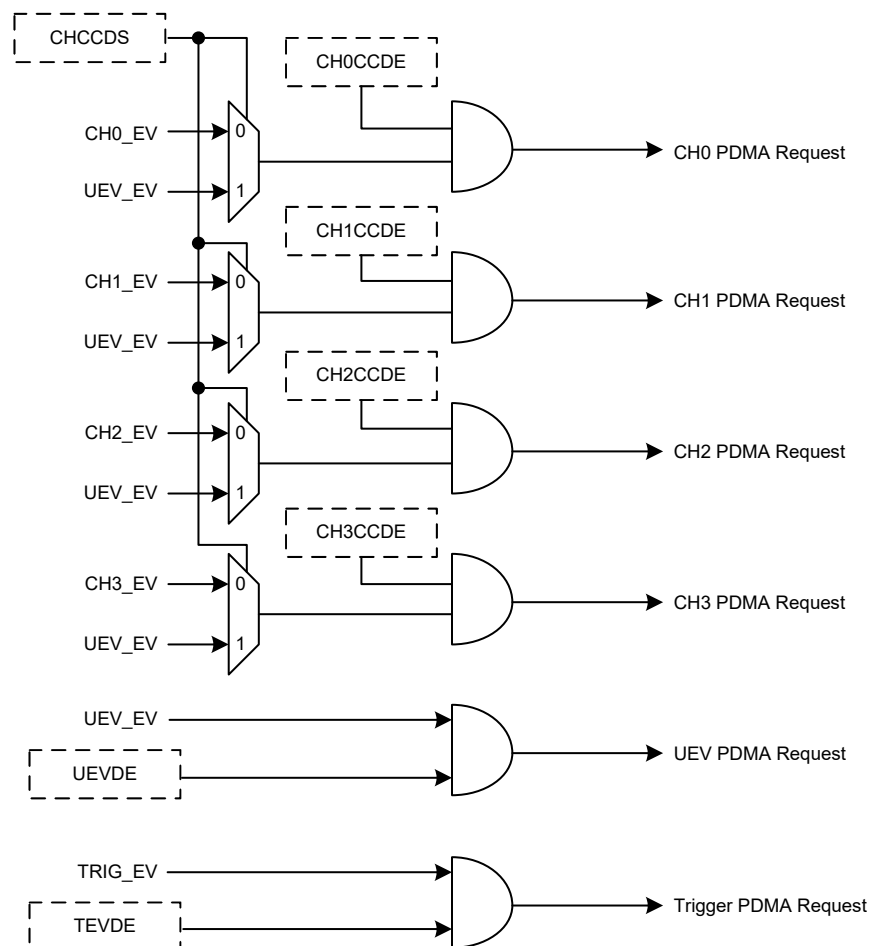 CHCCDS
CH0CCDE
CH0_EV
0
CH0 PDMA Request
UEV_EV
1
CH1CCDE
CH1_EV
0
CH1 PDMA Request
UEV_EV
1
CH2CCDE
CH2_EV
0
CH2 PDMA Request
UEV_EV
1
CH3CCDE
CH3_EV
0
CH3 PDMA Request
UEV_EV
1
UEV_EV
UEV PDMA Request
UEVDE
TRIG_EV
Trigger PDMA Request
TEVDE